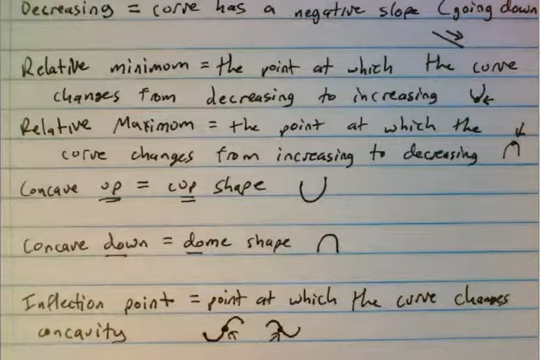 Decreasing = curve has a negative slope (going down
Relative minimum = the point at which the curve
changes from decreasing to increasing
Relative Maximum = the point at which the
curve changes from increasing to decreasing
Concave up = cup shape
Concave down = dome shape
Inflection point = point at which the curve changes
concavity